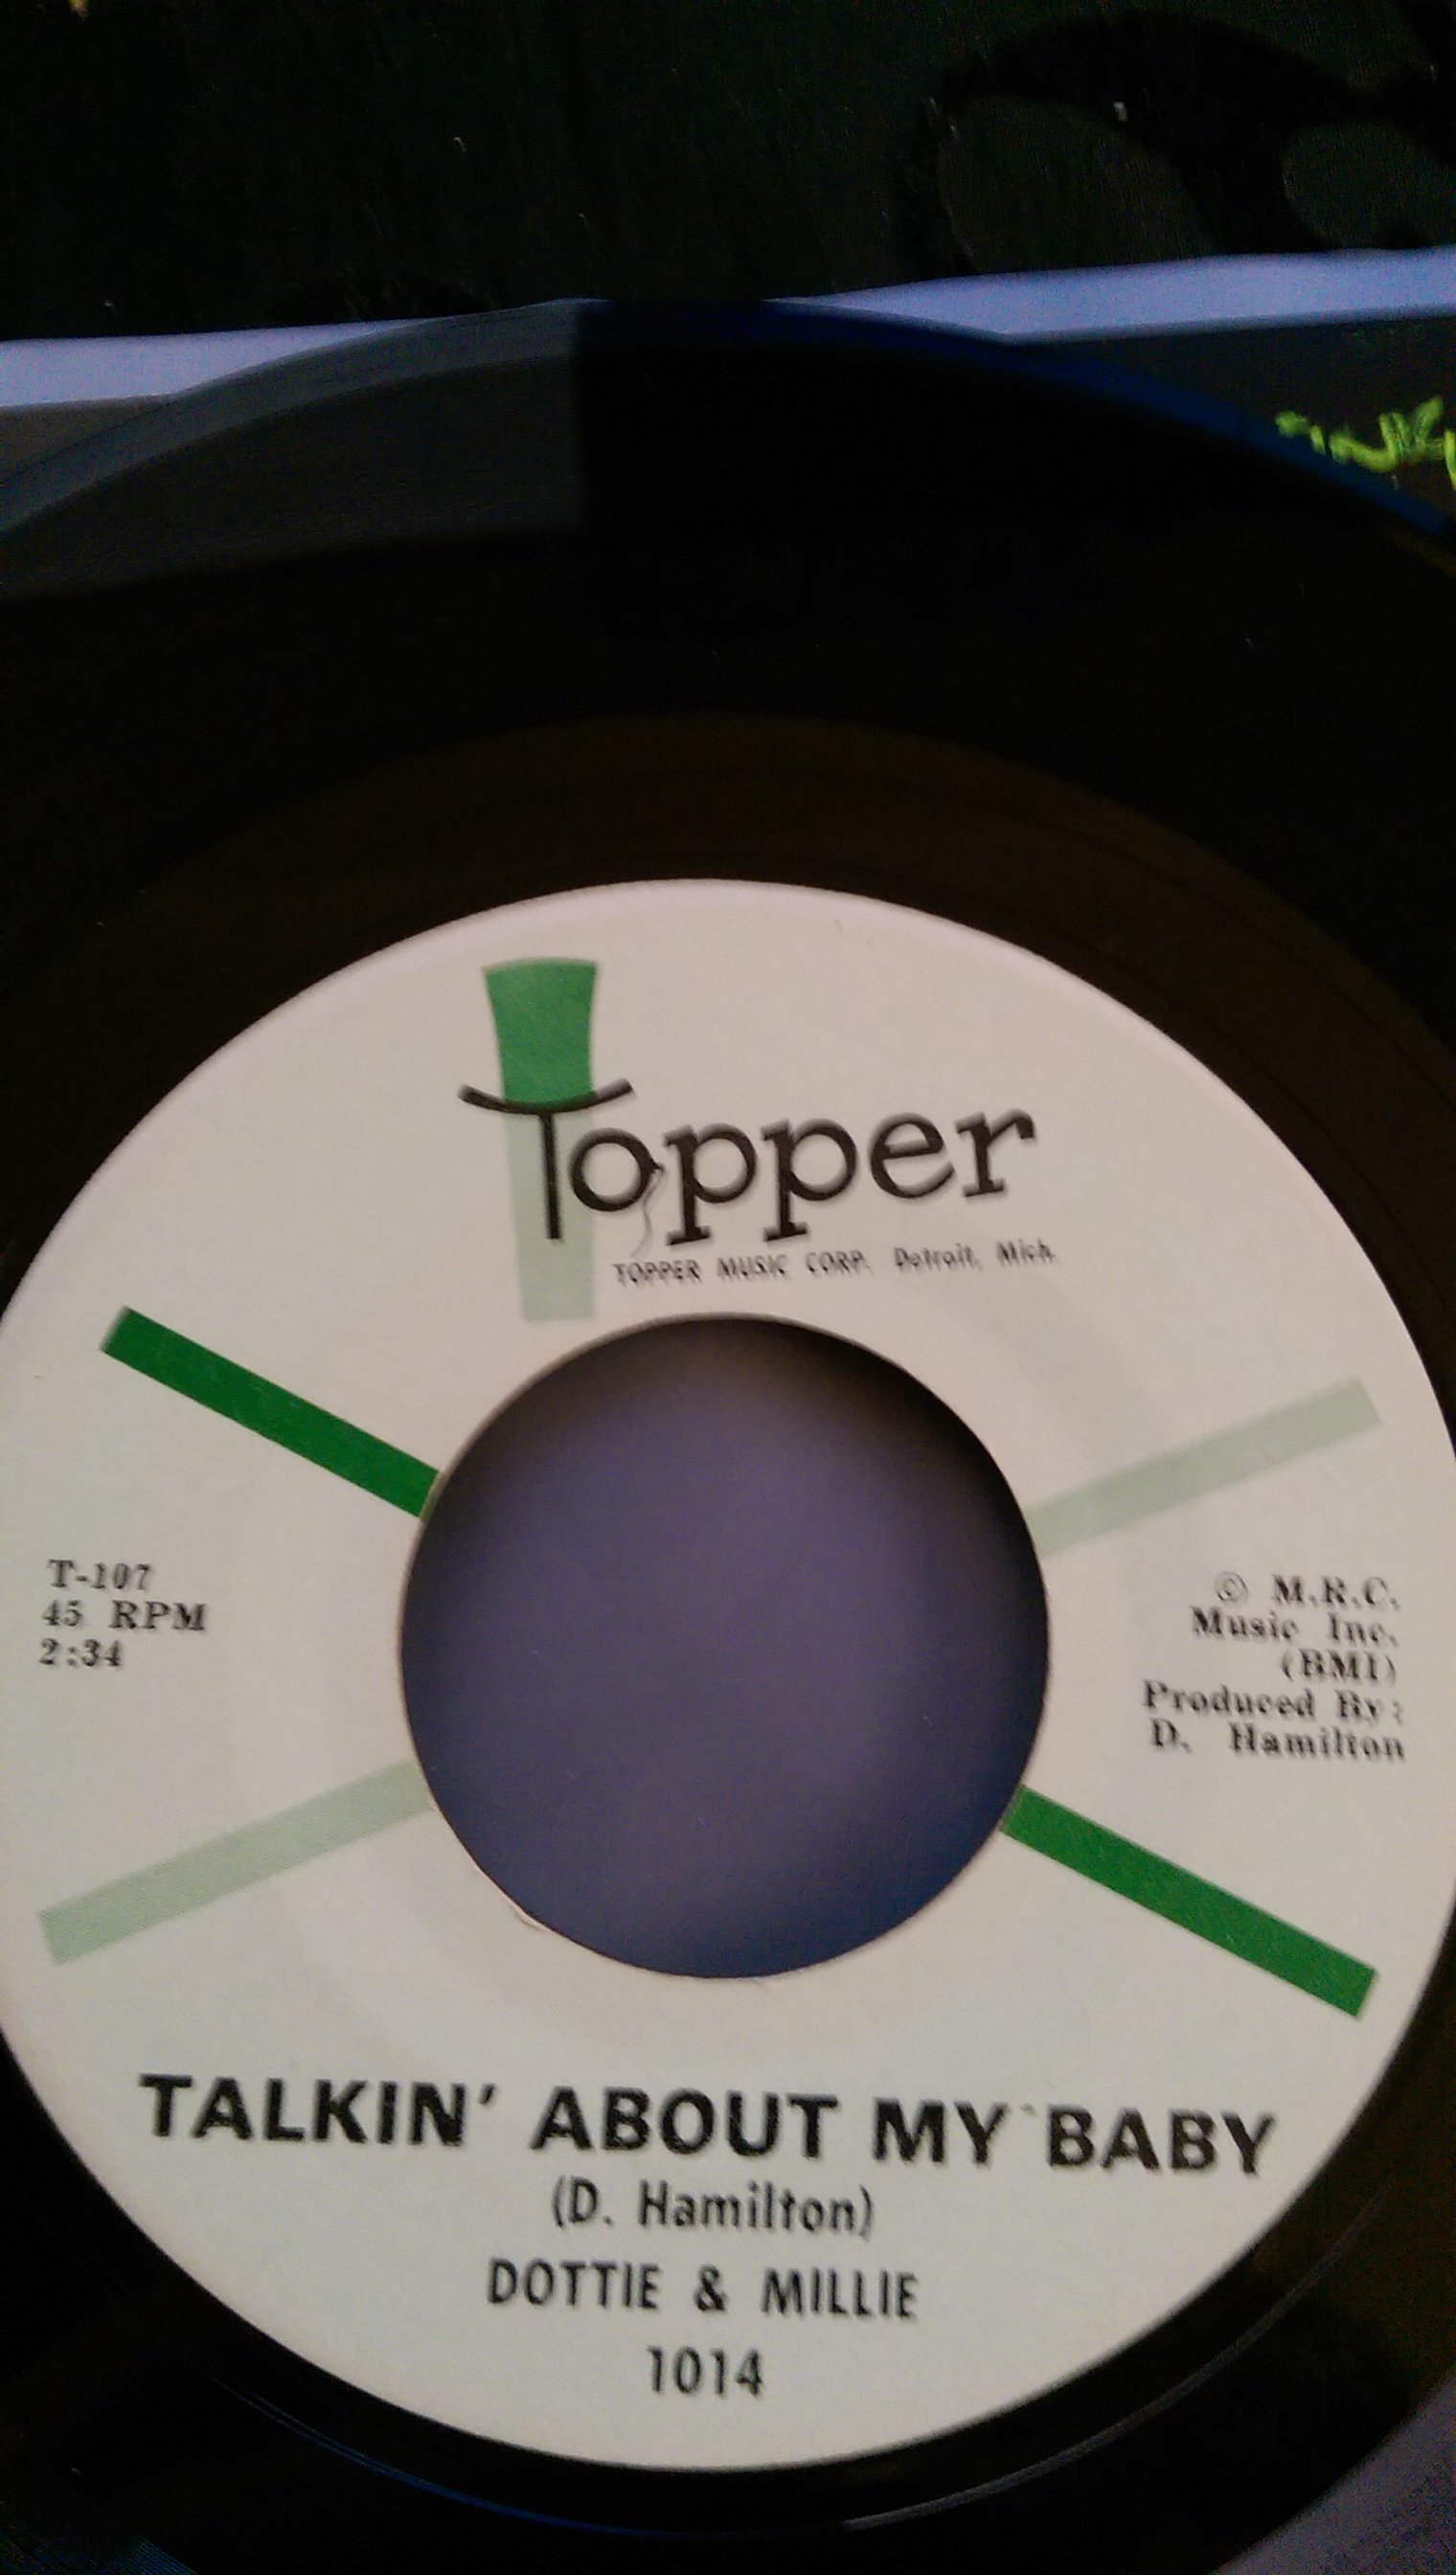 Topper
TOPPER MUSIC CORP. Detroit, Mich.
T-107
45 RPM
2:34
© M.R.C.
Music Inc.
(BMI)
Produced By:
D. Hamilton
TALKIN' ABOUT MY BABY
(D. Hamilton)
DOTTIE & MILLIE
1014